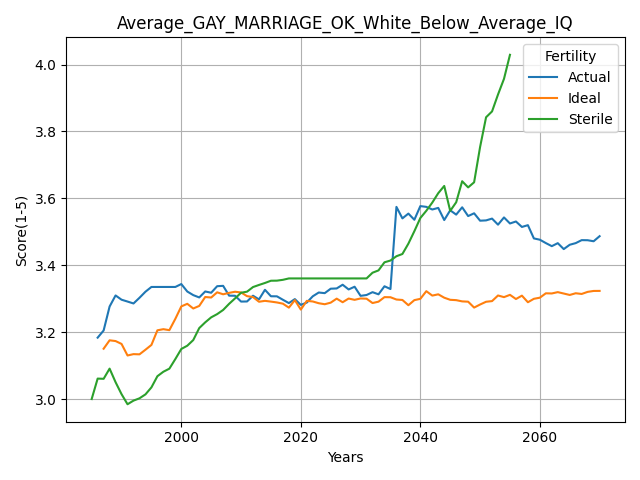 Average_GAY_MARRIAGE_OK_White_Below_Average_IQ
Fertility
Actual
Ideal
Sterile
Score(1-5)
4.0
3.8
3.6
3.4
3.2
3.0
2000 2020 2040 2060
Years